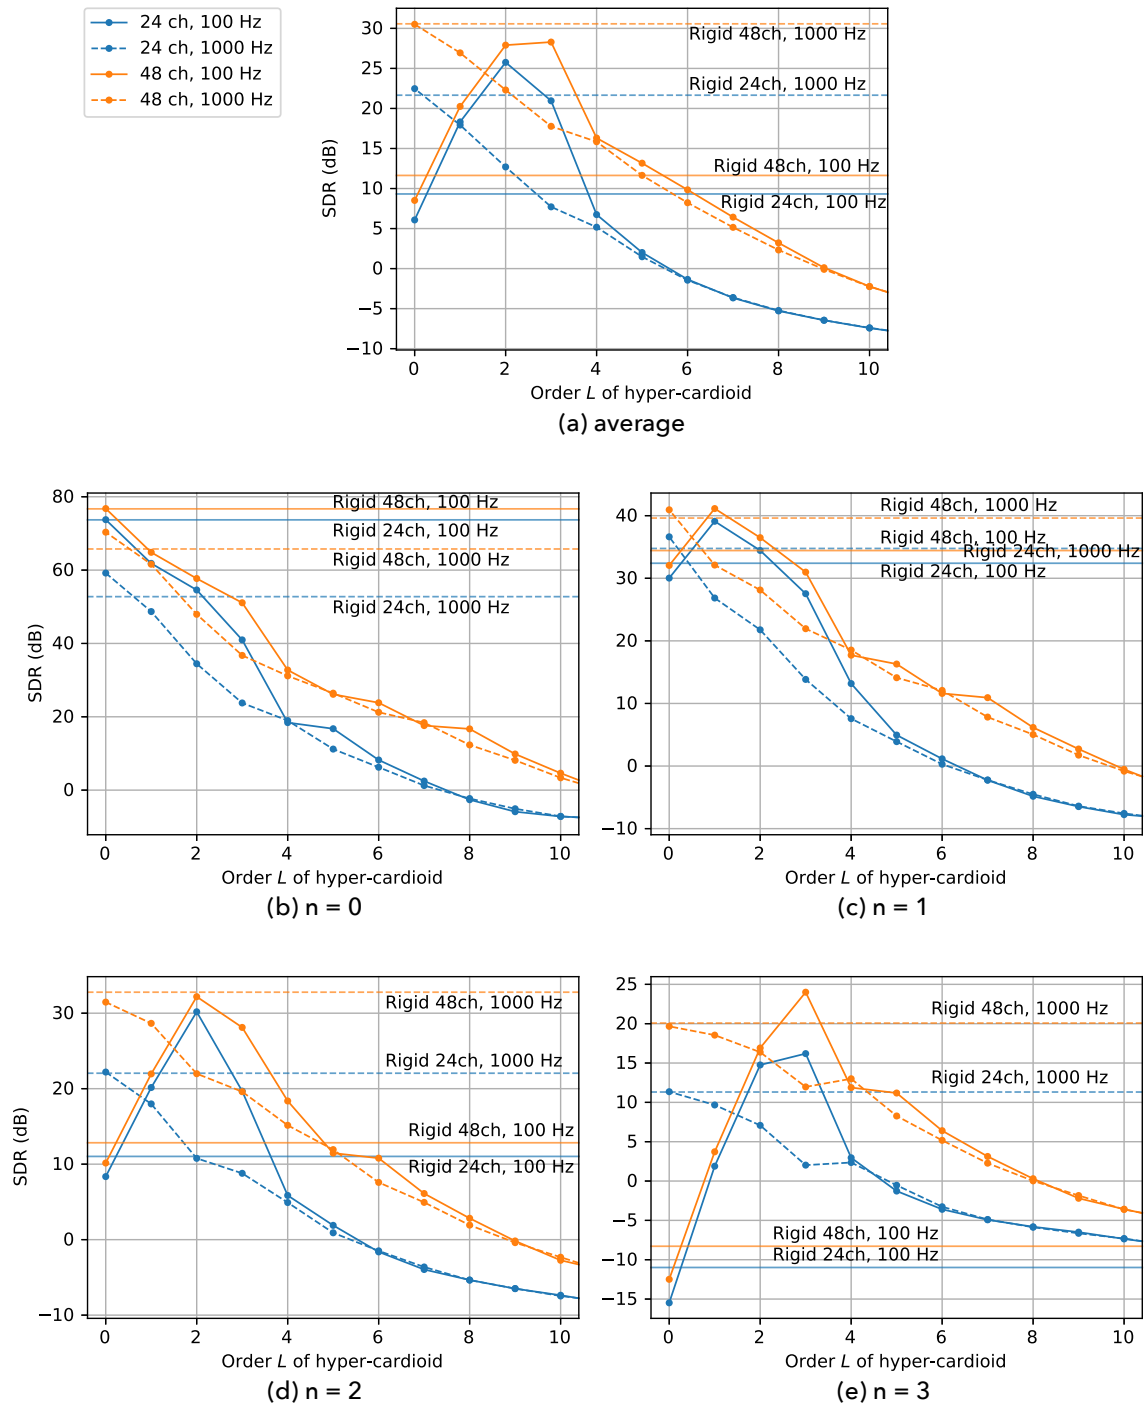 24 ch, 100 Hz
24 ch, 1000 Hz
48 ch, 100 Hz
48 ch, 1000 Hz
30
25
20
15
10
5
0
−5
−10
SDR (dB)
Rigid 48ch, 1000 Hz
Rigid 24ch, 1000 Hz
Rigid 48ch, 100 Hz
Rigid 24ch, 100 Hz
0 2 4 6 8 10
Order L of hyper-cardioid
(a) average
80
60
40
20
0
SDR (dB)
Rigid 48ch, 100 Hz
Rigid 24ch, 100 Hz
Rigid 48ch, 1000 Hz
Rigid 24ch, 1000 Hz
0 2 4 6 8 10
Order L of hyper-cardioid
(b) n = 0
40
30
20
10
0
−10
Rigid 48ch, 1000 Hz
Rigid 48ch, 100 Hz
Rigid 24ch, 1000 Hz
Rigid 24ch, 100 Hz
0 2 4 6 8 10
Order L of hyper-cardioid
(c) n = 1
30
20
10
0
−10
SDR (dB)
Rigid 48ch, 1000 Hz
Rigid 24ch, 1000 Hz
Rigid 48ch, 100 Hz
Rigid 24ch, 100 Hz
0 2 4 6 8 10
Order L of hyper-cardioid
(d) n = 2
25
20
15
10
5
0
−5
−10
−15
Rigid 48ch, 1000 Hz
Rigid 24ch, 1000 Hz
Rigid 48ch, 100 Hz
Rigid 24ch, 100 Hz
0 2 4 6 8 10
Order L of hyper-cardioid
(e) n = 3